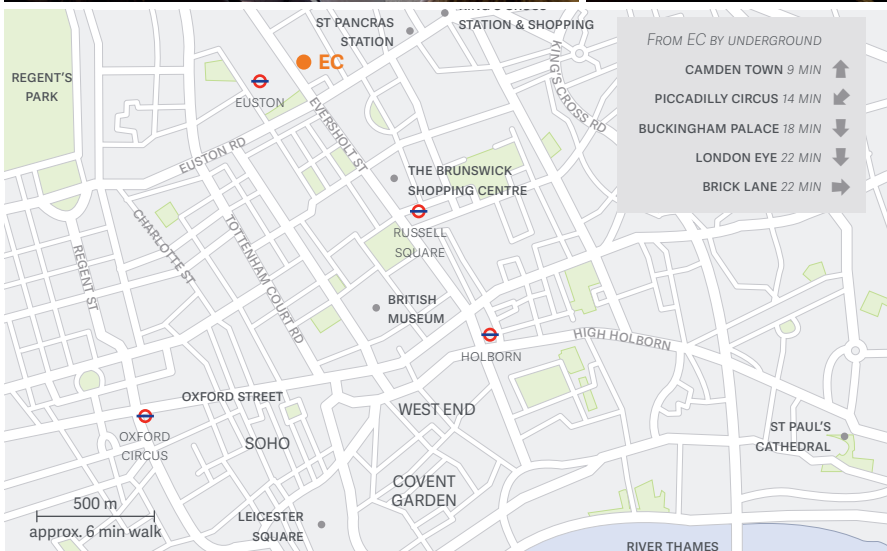 ST PANCRAS
STATION
STATION & SHOPPING
EC
REGENT'S
PARK
EUSTON
EVERSHOLT ST
KING'S CROSS RD
EUSTON RD
FROM EC BY UNDERGROUND
CAMDEN TOWN 9 MIN
PICCADILLY CIRCUS 14 MIN
BUCKINGHAM PALACE 18 MIN
LONDON EYE 22 MIN
BRICK LANE 22 MIN
THE BRUNSWICK
SHOPPING CENTRE
RUSSELL
SQUARE
CHARLOTTE ST
TOTTENHAM COURT RD
REGENT ST
BRITISH
MUSEUM
HOLBORN
HIGH HOLBORN
OXFORD STREET
WEST END
OXFORD
CIRCUS
SOHO
ST PAUL'S
CATHEDRAL
COVENT
GARDEN
500 m
approx. 6 min walk
LEICESTER
SQUARE
RIVER THAMES